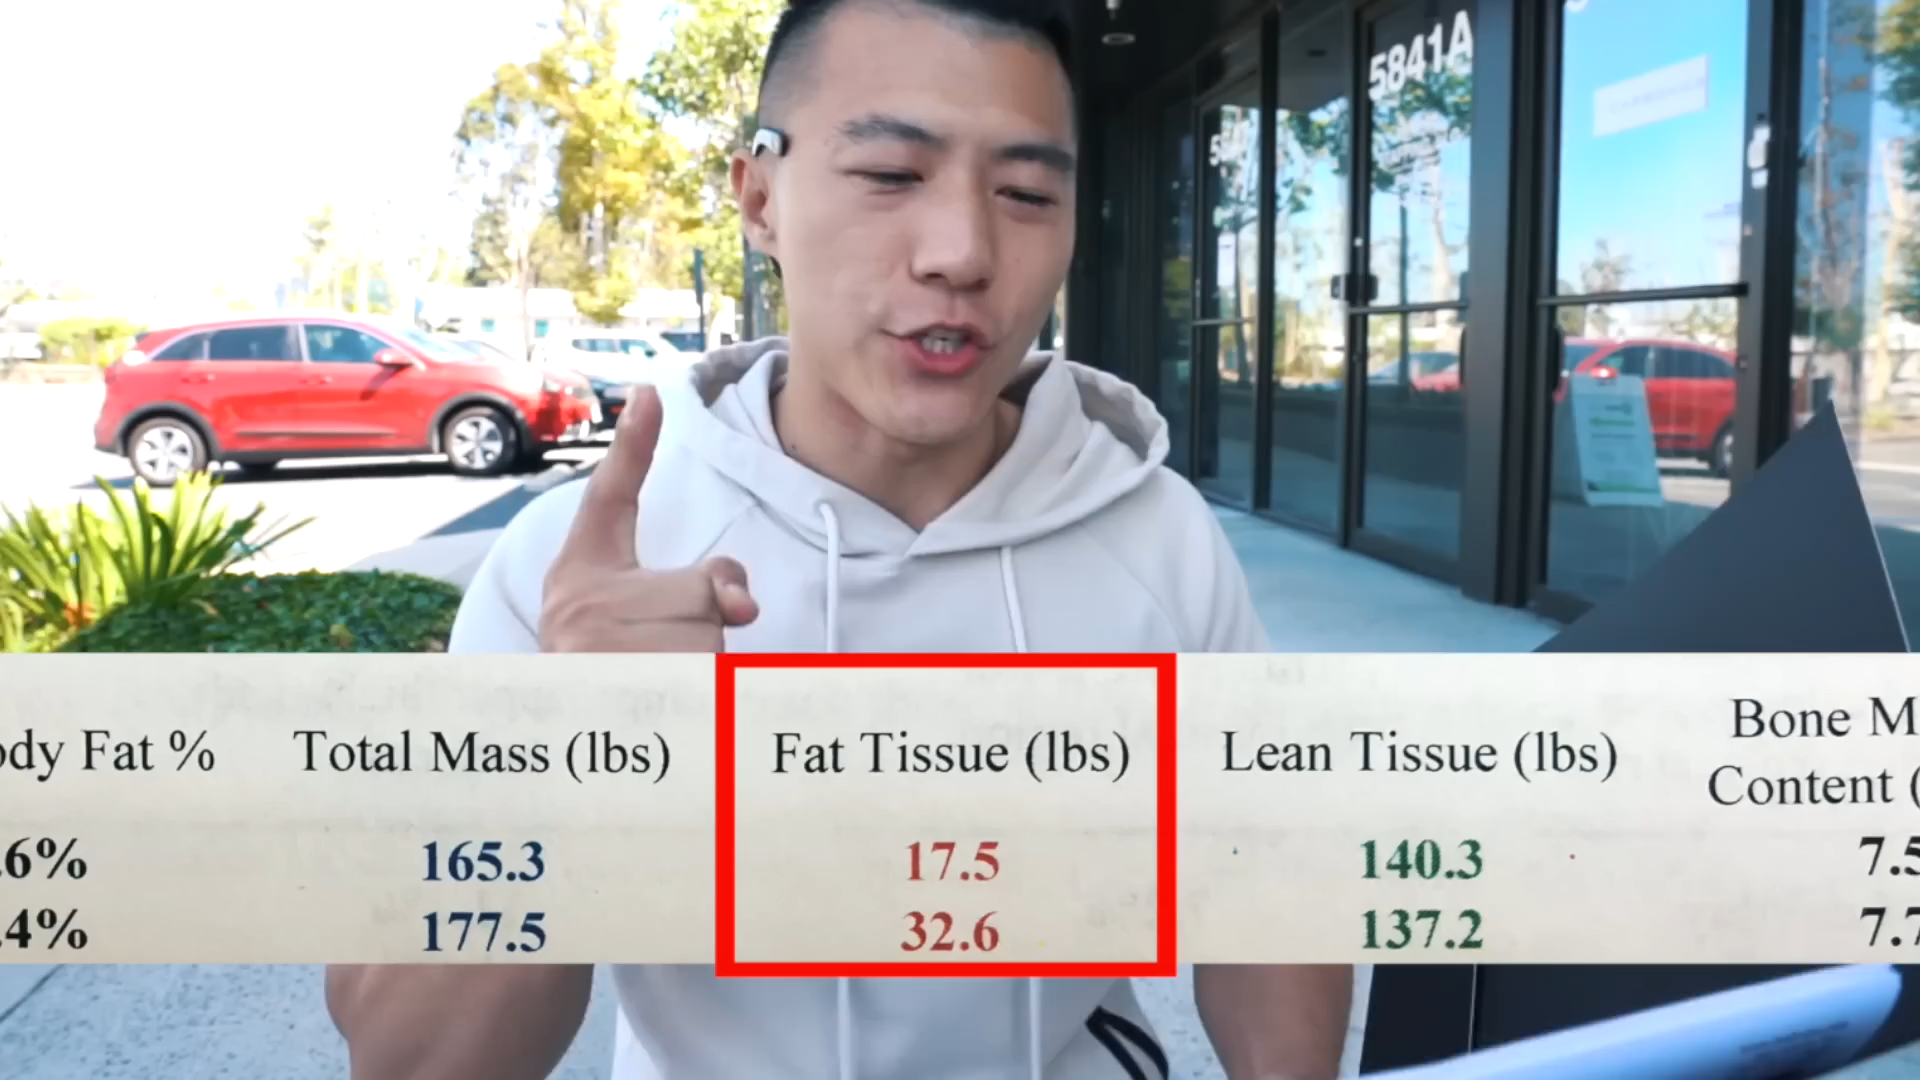 5841A
Bone M
ody Fat % Total Mass (lbs) Fat Tissue (lbs) Lean Tissue (lbs)
Content (
.6% 165.3 17.5 140.3 7.5
.4% 177.5 32.6 137.2 7.7